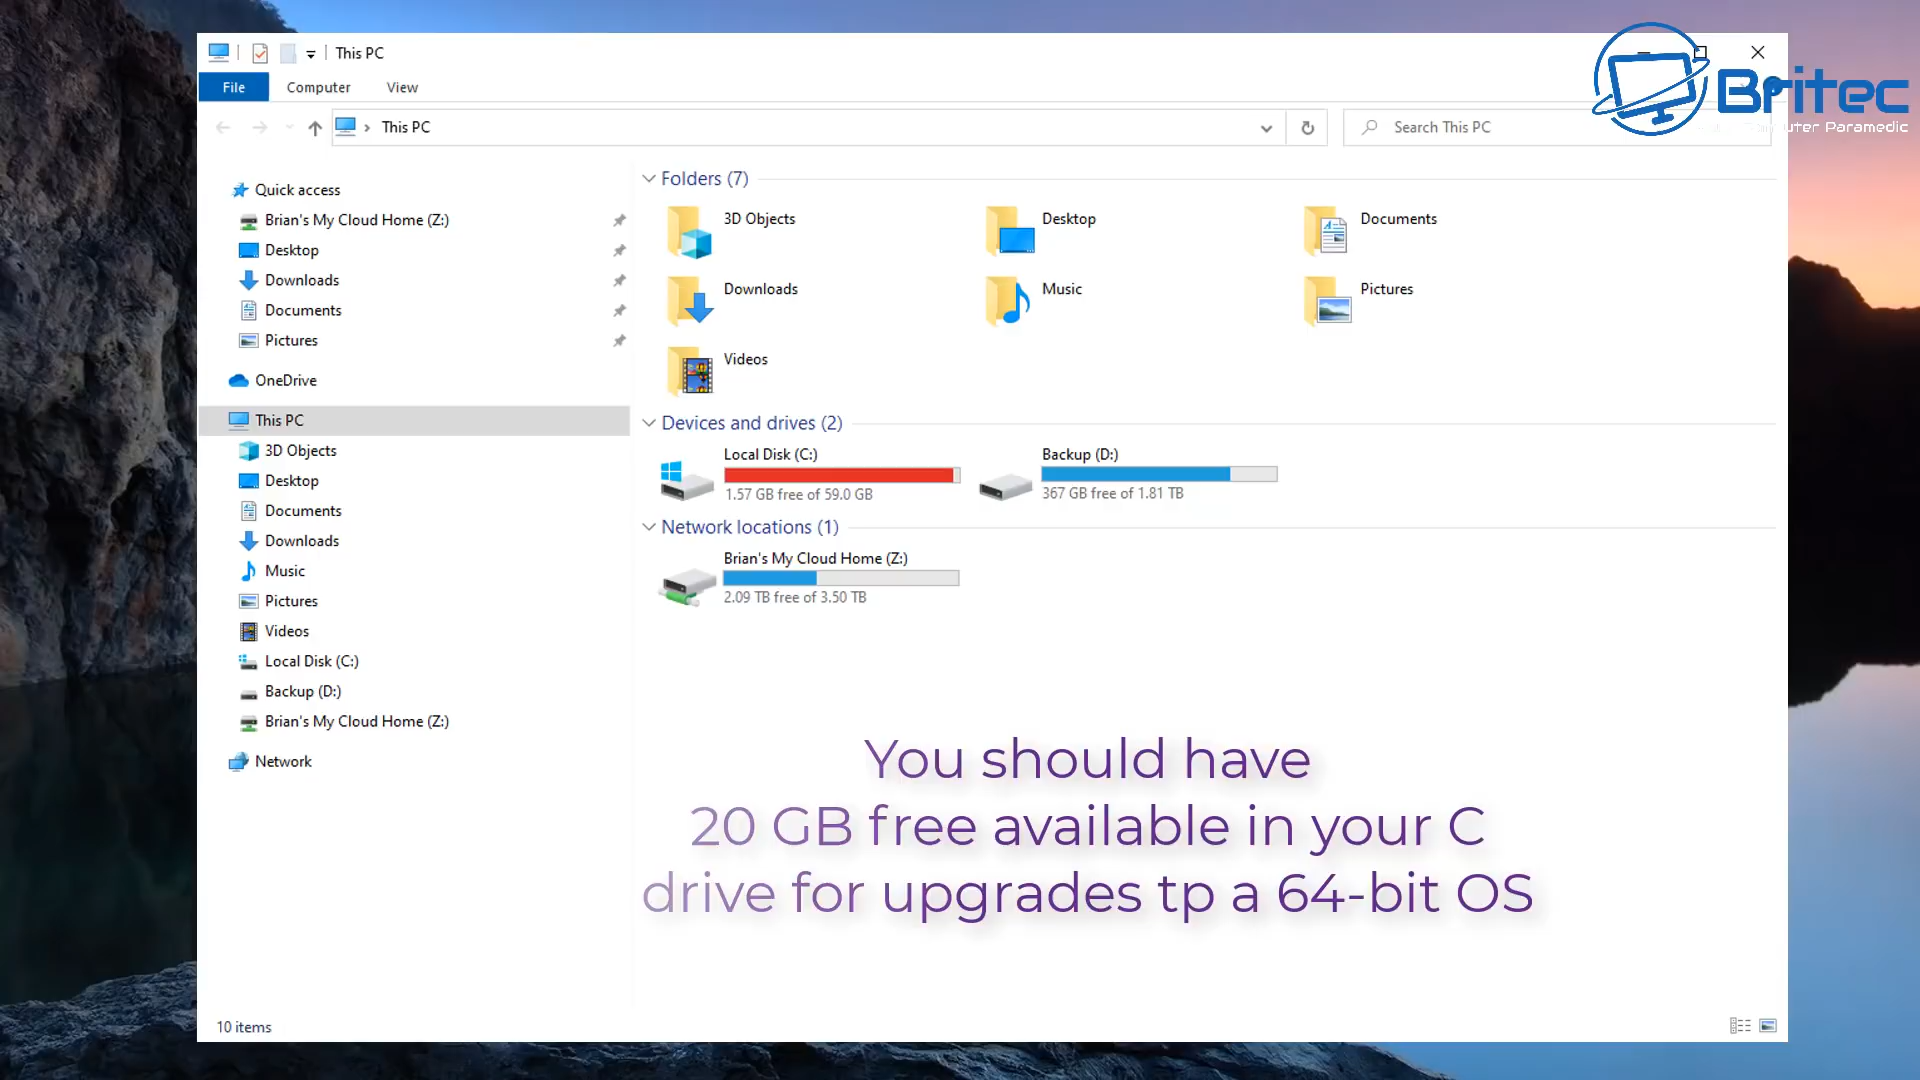 This PC
File Computer View
This PC
Search This PC
Britec
uter Paramedic
Quick access
Brian's My Cloud Home (Z:)
Desktop
Downloads
Documents
Pictures
OneDrive
This PC
3D Objects
Desktop
Documents
Downloads
Music
Pictures
Videos
Local Disk (C:)
Backup (D:)
Brian's My Cloud Home (Z:)
Network
Folders (7)
3D Objects
Desktop
Documents
Downloads
Music
Pictures
Videos
Devices and drives (2)
Local Disk (C:)
1.57 GB free of 59.0 GB
Backup (D:)
367 GB free of 1.81 TB
Network locations (1)
Brian's My Cloud Home (Z:)
2.09 TB free of 3.50 TB
You should have
20 GB free available in your C
drive for upgrades tp a 64-bit OS
10 items